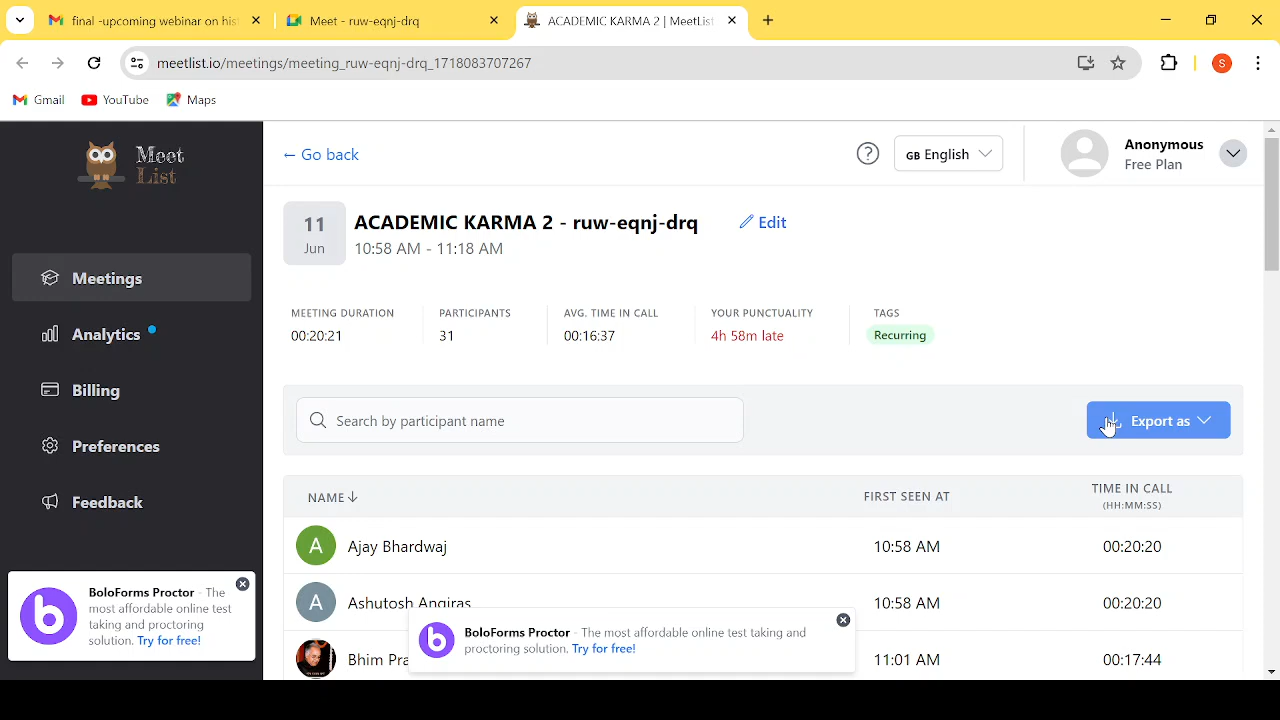 final -upcoming webinar on his
Meet - ruw-eqnj-drq
ACADEMIC KARMA 2 | MeetList
meetlist.io/meetings/meeting_ruw-eqnj-drq_1718083707267
S
Gmail
YouTube
Maps
Meet
List
← Go back
?
GB English
Anonymous
Free Plan
11
Jun
ACADEMIC KARMA 2 - ruw-eqnj-drq
Edit
10:58 AM - 11:18 AM
Meetings
Analytics
Billing
Preferences
Feedback
MEETING DURATION
00:20:21
PARTICIPANTS
31
AVG. TIME IN CALL
00:16:37
YOUR PUNCTUALITY
4h 58m late
TAGS
Recurring
Search by participant name
Export as
NAME↓
FIRST SEEN AT
TIME IN CALL
(HH:MM:SS)
A
Ajay Bhardwaj
10:58 AM
00:20:20
A
Ashutosh Angiras
10:58 AM
00:20:20
Bhim Pra
11:01 AM
00:17:44
b
BoloForms Proctor - The
most affordable online test
taking and proctoring
solution. Try for free!
b
BoloForms Proctor - The most affordable online test taking and
proctoring solution. Try for free!